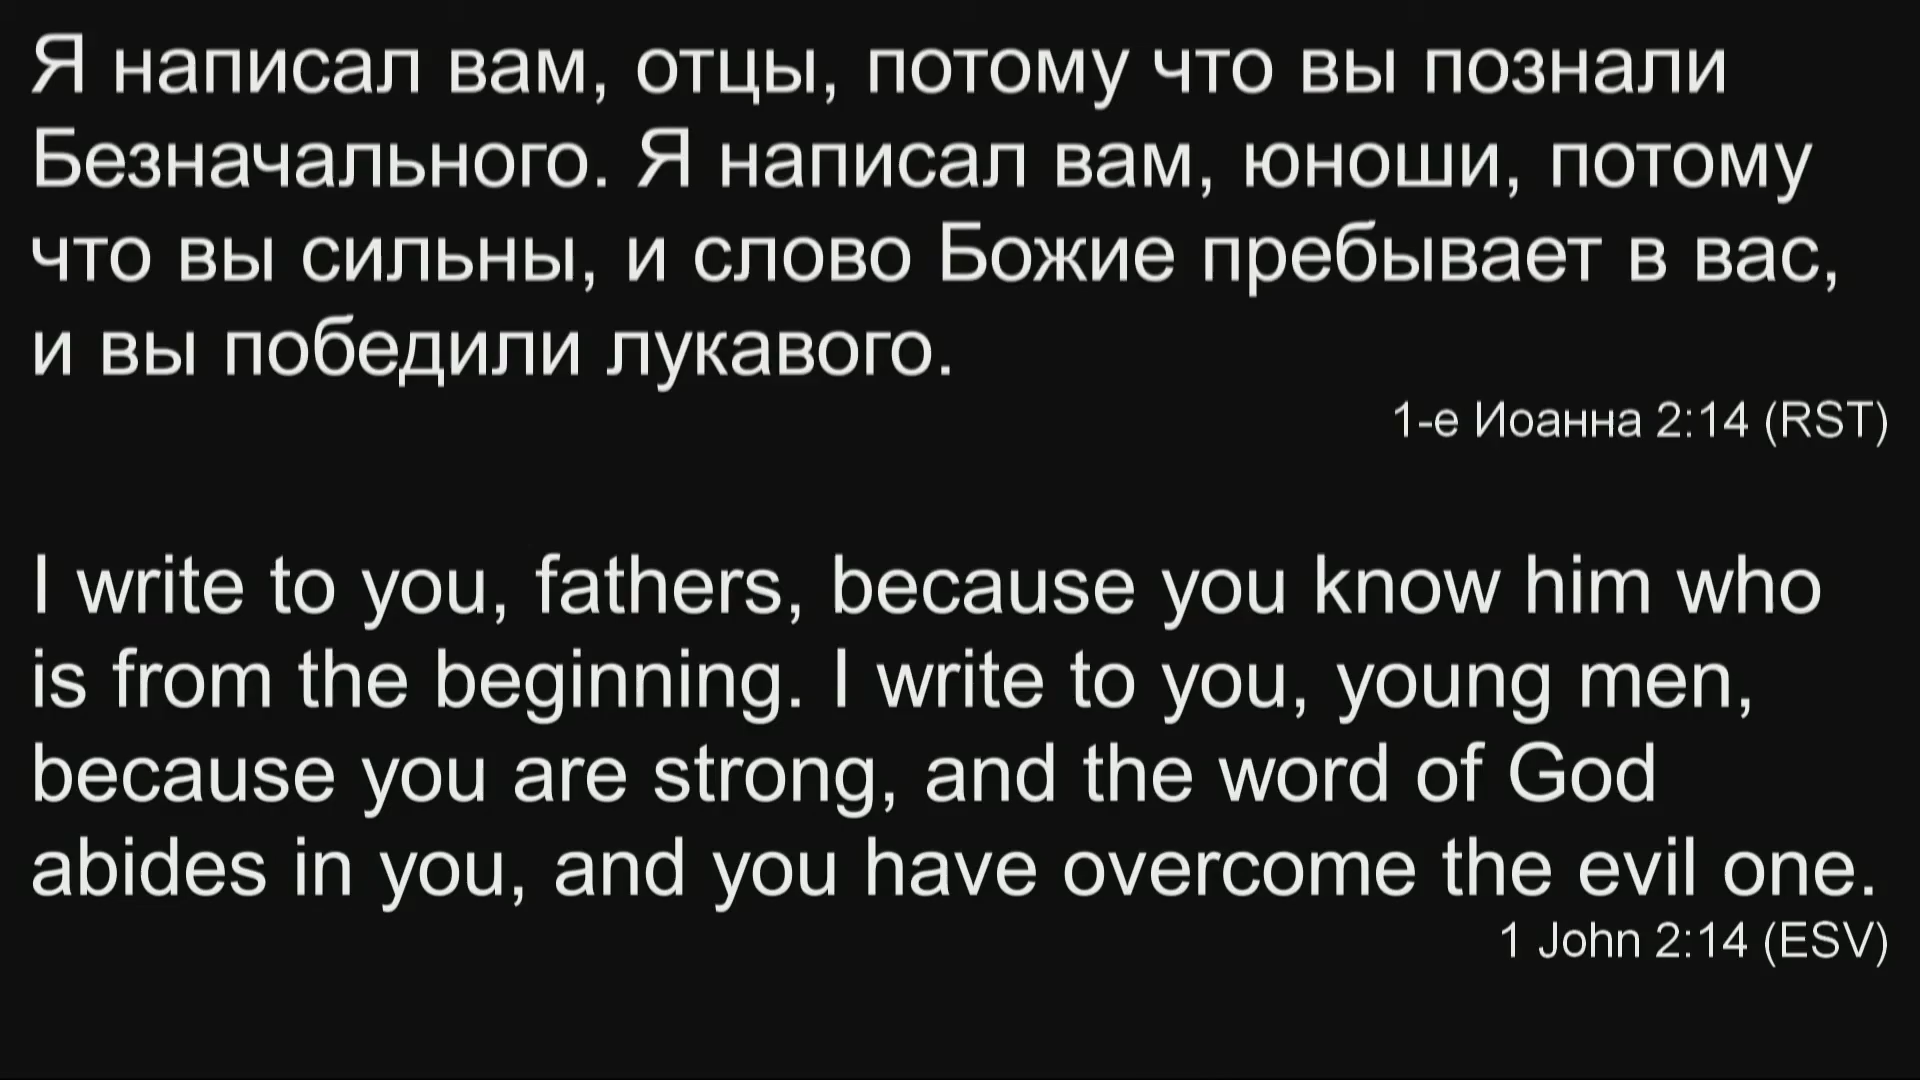 Я написал вам, отцы, потому что вы познали
Безначального. Я написал вам, юноши, потому
что вы сильны, и слово Божие пребывает в вас,
и вы победили лукавого.
1-е Иоанна 2:14 (RST)
I write to you, fathers, because you know him who
is from the beginning. I write to you, young men,
because you are strong, and the word of God
abides in you, and you have overcome the evil one.
1 John 2:14 (ESV)